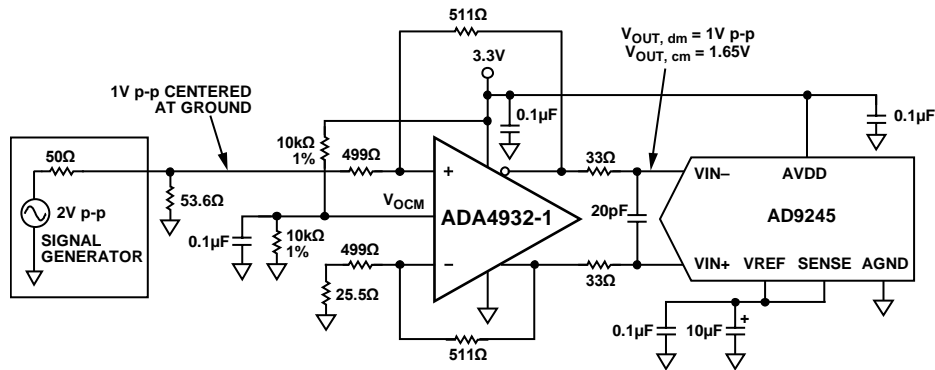 511Ω
VOUT, dm = 1V p-p
VOUT, cm = 1.65V
3.3V
1V p-p CENTERED
AT GROUND
0.1µF
0.1µF
50Ω
10kΩ
1%
499Ω
33Ω
VIN–
AVDD
+
2V p-p
53.6Ω
VOCM
ADA4932-1
20pF
AD9245
SIGNAL
GENERATOR
0.1µF
10kΩ
1%
499Ω
–
VIN+
VREF
SENSE
AGND
33Ω
25.5Ω
511Ω
0.1µF
10µF
+